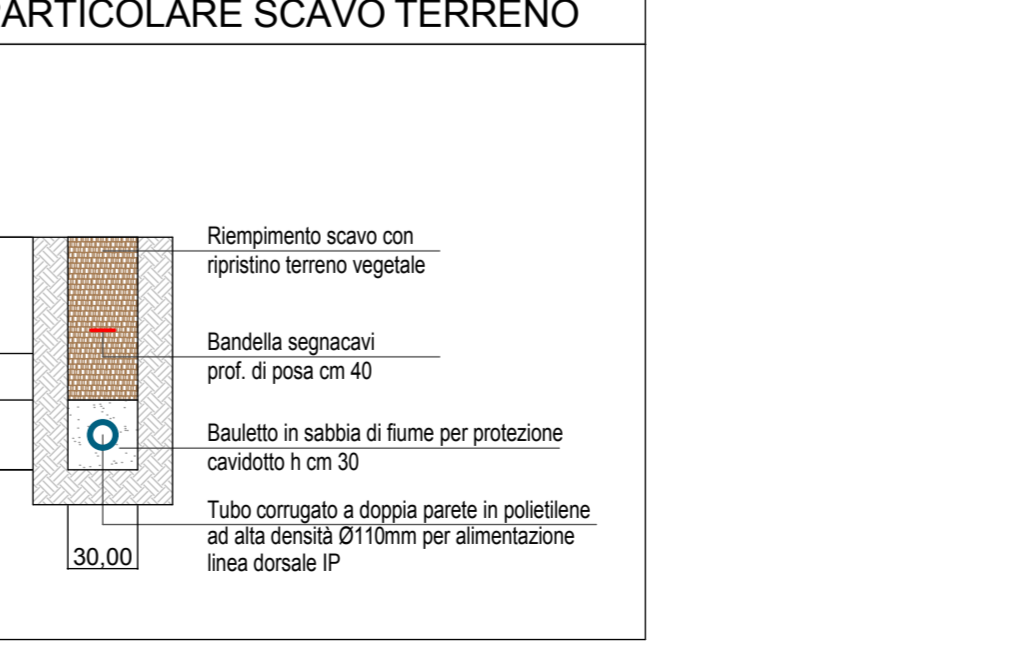 PARTICOLARE SCAVO TERRENO
Riempimento scavo con
ripristino terreno vegetale
Bandella segnacavi
prof. di posa cm 40
Bauletto in sabbia di fiume per protezione
cavidotto h cm 30
Tubo corrugato a doppia parete in polietilene
ad alta densità Ø110mm per alimentazione
linea dorsale IP
30,00